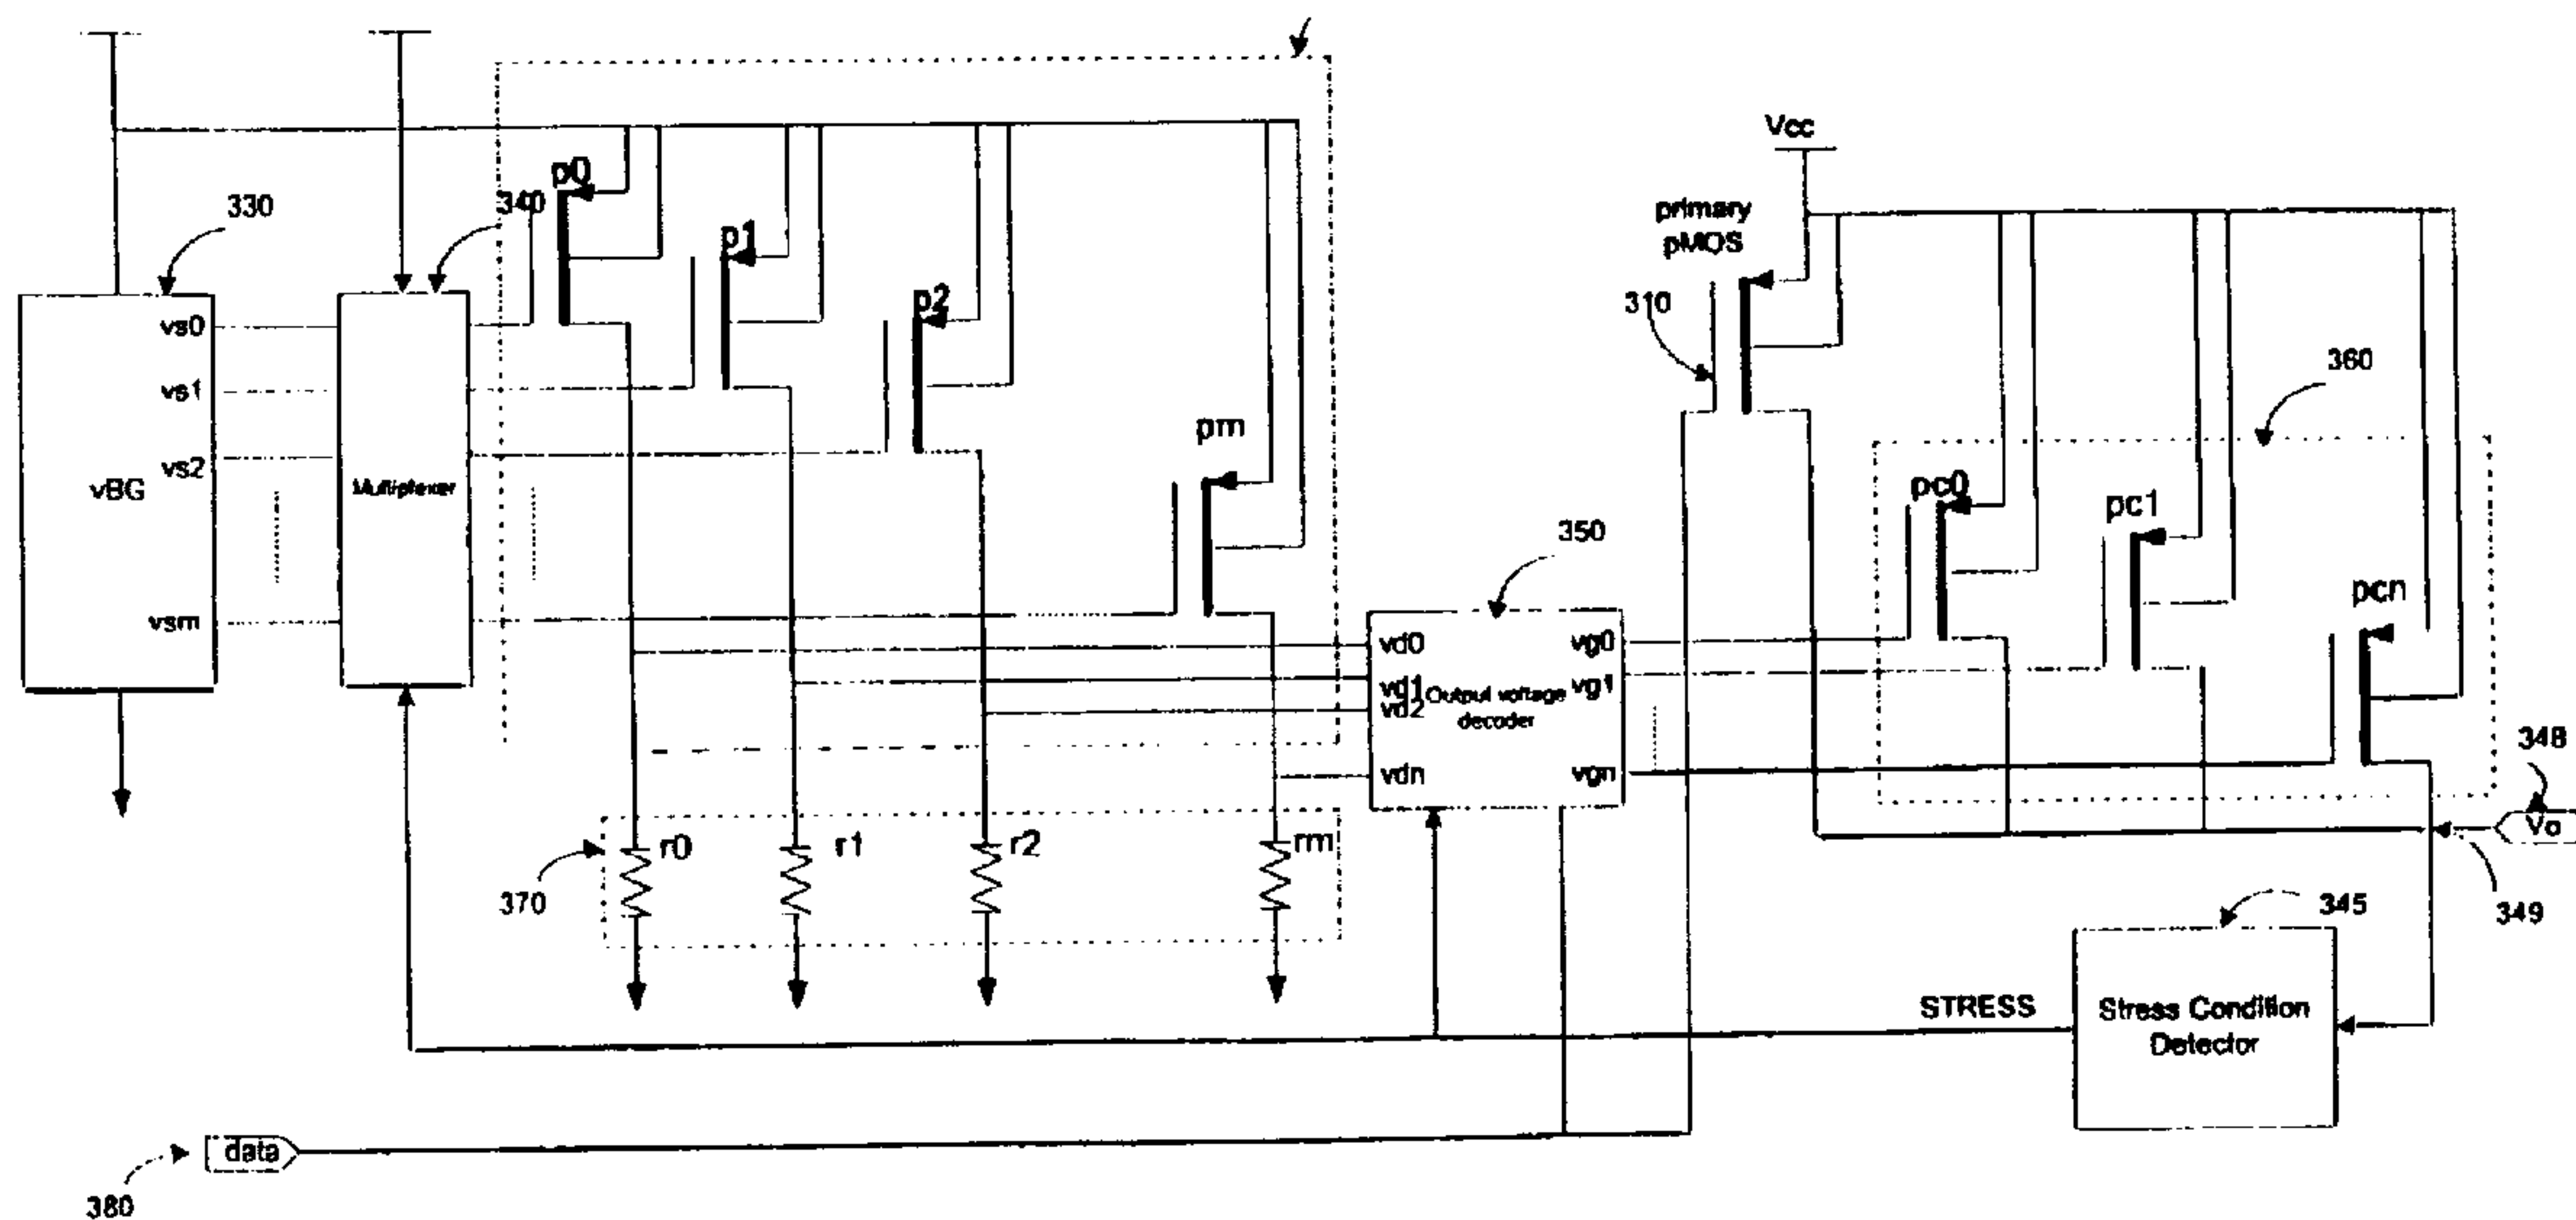 Vcc
p0
330
340
primary
pMOS
p1
p2
310
vs0
360
vs1
pm
vs2
vBG
Multiplexer
pc0
pc1
350
pcn
vsm
vd0
vg0
vd1
Output voltage
decoder
vg1
vd2
348
vdn
vgn
Vo
r0
r1
r2
rm
370
345
349
STRESS
Stress Condition
Detector
data
380